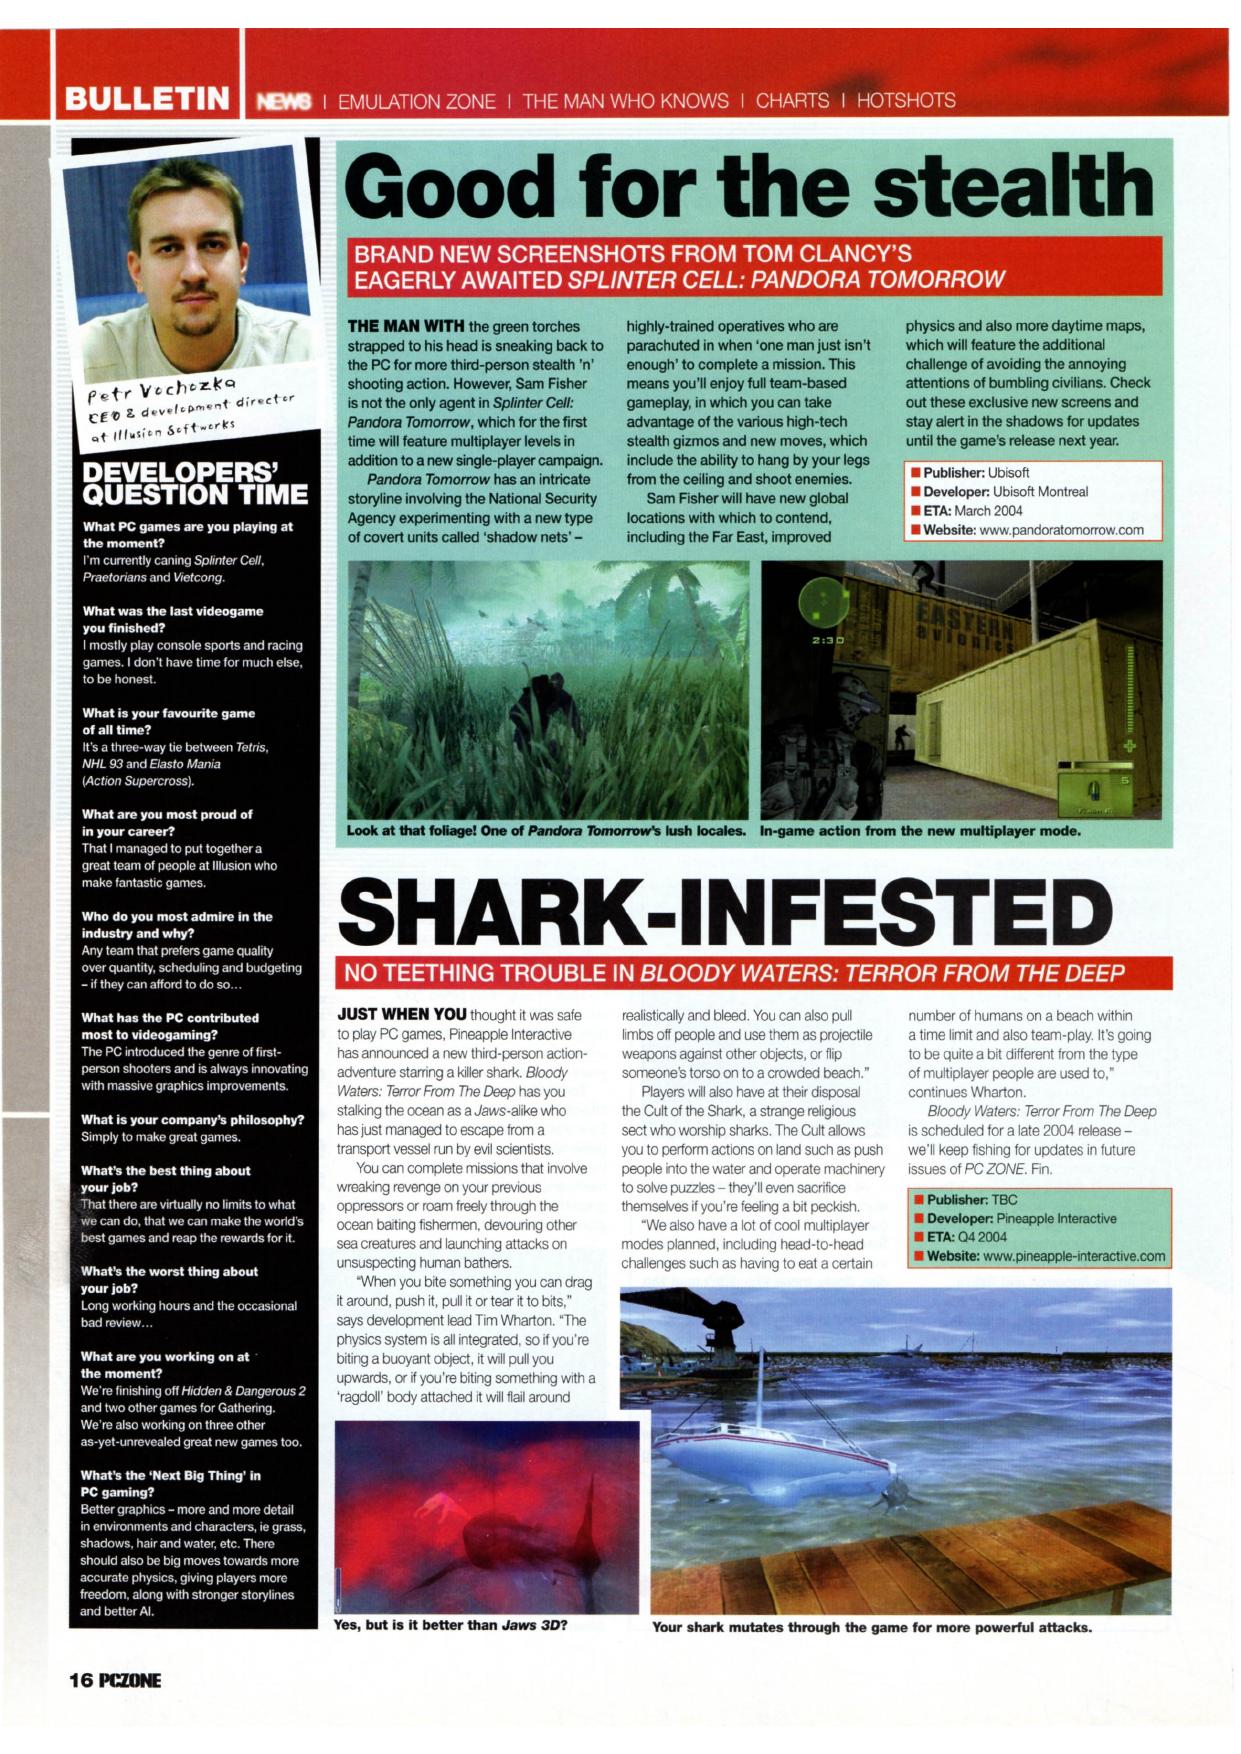 BULLETIN
NEWS | EMULATION ZONE | THE MAN WHO KNOWS | CHARTS | HOTSHOTS
Petr Vochozka
CEO & development director
at Illusion Softworks
DEVELOPERS'
QUESTION TIME
What PC games are you playing at
the moment?
I'm currently caning Splinter Cell,
Praetorians and Vietcong.
What was the last videogame
you finished?
I mostly play console sports and racing
games. I don't have time for much else,
to be honest.
What is your favourite game
of all time?
It's a three-way tie between Tetris,
NHL 93 and Elasto Mania
(Action Supercross).
What are you most proud of
in your career?
That I managed to put together a
great team of people at Illusion who
make fantastic games.
Who do you most admire in the
industry and why?
Any team that prefers game quality
over quantity, scheduling and budgeting
– if they can afford to do so...
What has the PC contributed
most to videogaming?
The PC introduced the genre of first-
person shooters and is always innovating
with massive graphics improvements.
What is your company's philosophy?
Simply to make great games.
What's the best thing about
your job?
That there are virtually no limits to what
we can do, that we can make the world's
best games and reap the rewards for it.
What's the worst thing about
your job?
Long working hours and the occasional
bad review...
What are you working on at
the moment?
We're finishing off Hidden & Dangerous 2
and two other games for Gathering.
We're also working on three other
as-yet-unrevealed great new games too.
What's the 'Next Big Thing' in
PC gaming?
Better graphics – more and more detail
in environments and characters, ie grass,
shadows, hair and water, etc. There
should also be big moves towards more
accurate physics, giving players more
freedom, along with stronger storylines
and better AI.
Good for the stealth
BRAND NEW SCREENSHOTS FROM TOM CLANCY'S
EAGERLY AWAITED SPLINTER CELL: PANDORA TOMORROW
THE MAN WITH the green torches
strapped to his head is sneaking back to
the PC for more third-person stealth 'n'
shooting action. However, Sam Fisher
is not the only agent in Splinter Cell:
Pandora Tomorrow, which for the first
time will feature multiplayer levels in
addition to a new single-player campaign.
Pandora Tomorrow has an intricate
storyline involving the National Security
Agency experimenting with a new type
of covert units called 'shadow nets' –
highly-trained operatives who are
parachuted in when 'one man just isn't
enough' to complete a mission. This
means you'll enjoy full team-based
gameplay, in which you can take
advantage of the various high-tech
stealth gizmos and new moves, which
include the ability to hang by your legs
from the ceiling and shoot enemies.
Sam Fisher will have new global
locations with which to contend,
including the Far East, improved
physics and also more daytime maps,
which will feature the additional
challenge of avoiding the annoying
attentions of bumbling civilians. Check
out these exclusive new screens and
stay alert in the shadows for updates
until the game's release next year.
Publisher: Ubisoft
Developer: Ubisoft Montreal
ETA: March 2004
Website: www.pandoratomorrow.com
2:30
EASTERN
avionics
5
Look at that foliage! One of Pandora Tomorrow's lush locales.
In-game action from the new multiplayer mode.
SHARK-INFESTED
NO TEETHING TROUBLE IN BLOODY WATERS: TERROR FROM THE DEEP
JUST WHEN YOU thought it was safe
to play PC games, Pineapple Interactive
has announced a new third-person action-
adventure starring a killer shark. Bloody
Waters: Terror From The Deep has you
stalking the ocean as a Jaws-alike who
has just managed to escape from a
transport vessel run by evil scientists.
You can complete missions that involve
wreaking revenge on your previous
oppressors or roam freely through the
ocean baiting fishermen, devouring other
sea creatures and launching attacks on
unsuspecting human bathers.
"When you bite something you can drag
it around, push it, pull it or tear it to bits,"
says development lead Tim Wharton. "The
physics system is all integrated, so if you're
biting a buoyant object, it will pull you
upwards, or if you're biting something with a
'ragdoll' body attached it will flail around
realistically and bleed. You can also pull
limbs off people and use them as projectile
weapons against other objects, or flip
someone's torso on to a crowded beach."
Players will also have at their disposal
the Cult of the Shark, a strange religious
sect who worship sharks. The Cult allows
you to perform actions on land such as push
people into the water and operate machinery
to solve puzzles – they'll even sacrifice
themselves if you're feeling a bit peckish.
"We also have a lot of cool multiplayer
modes planned, including head-to-head
challenges such as having to eat a certain
number of humans on a beach within
a time limit and also team-play. It's going
to be quite a bit different from the type
of multiplayer people are used to,"
continues Wharton.
Bloody Waters: Terror From The Deep
is scheduled for a late 2004 release –
we'll keep fishing for updates in future
issues of PC ZONE. Fin.
Publisher: TBC
Developer: Pineapple Interactive
ETA: Q4 2004
Website: www.pineapple-interactive.com
Yes, but is it better than Jaws 3D?
Your shark mutates through the game for more powerful attacks.
16 PCZONE